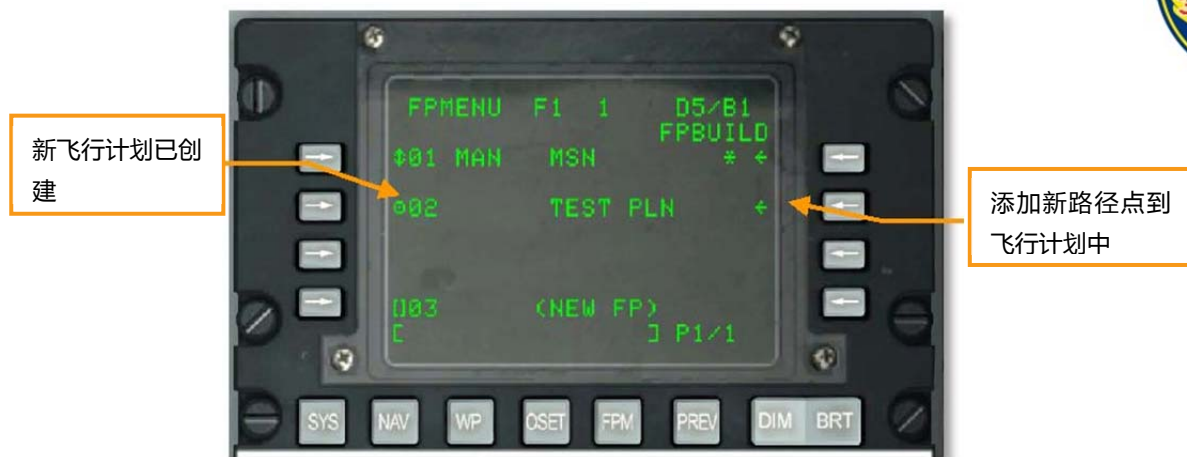 新飞行计划已创
建
FPMENU F1 1 D5/B1
FPBUILD
↕01 MAN MSN * ←
⊙02 TEST PLN ←
[]03 (NEW FP)
[ ] P1/1
添加新路径点到
飞行计划中
SYS NAV WP OSET FPM PREV DIM BRT